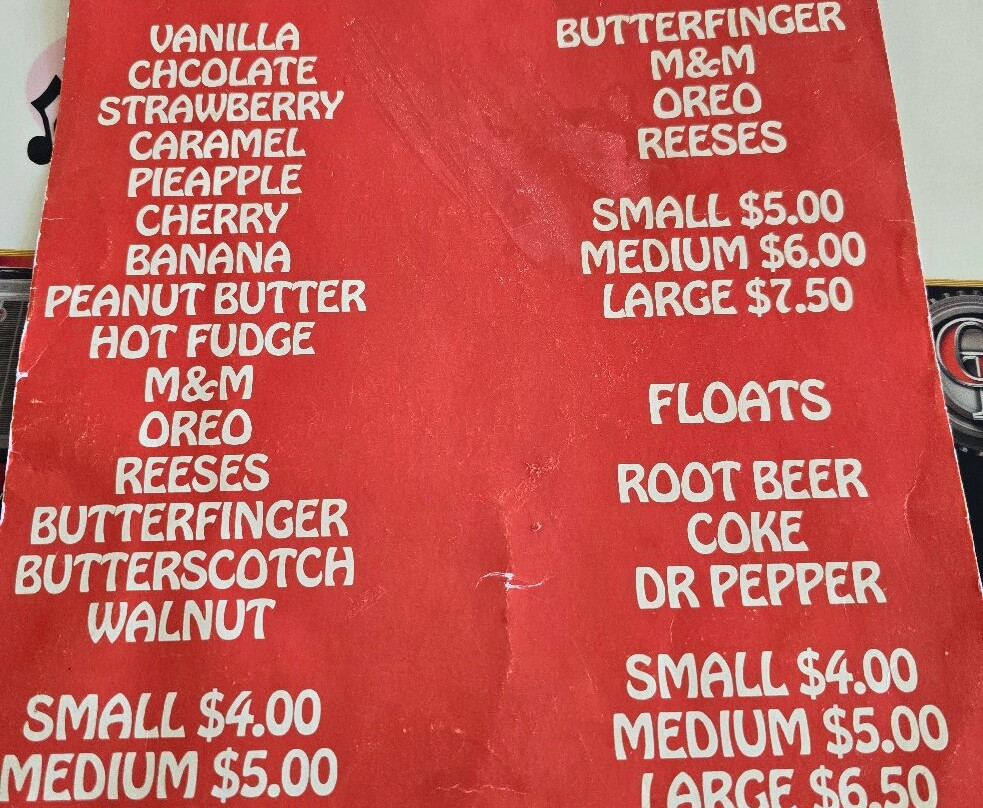 VANILLA
CHCOLATE
STRAWBERRY
CARAMEL
PIEAPPLE
CHERRY
BANANA
PEANUT BUTTER
HOT FUDGE
M&M
OREO
REESES
BUTTERFINGER
BUTTERSCOTCH
WALNUT
SMALL $4.00
MEDIUM $5.00
BUTTERFINGER
M&M
OREO
REESES
SMALL $5.00
MEDIUM $6.00
LARGE $7.50
FLOATS
ROOT BEER
COKE
DR PEPPER
SMALL $4.00
MEDIUM $5.00
LARGE $6.50